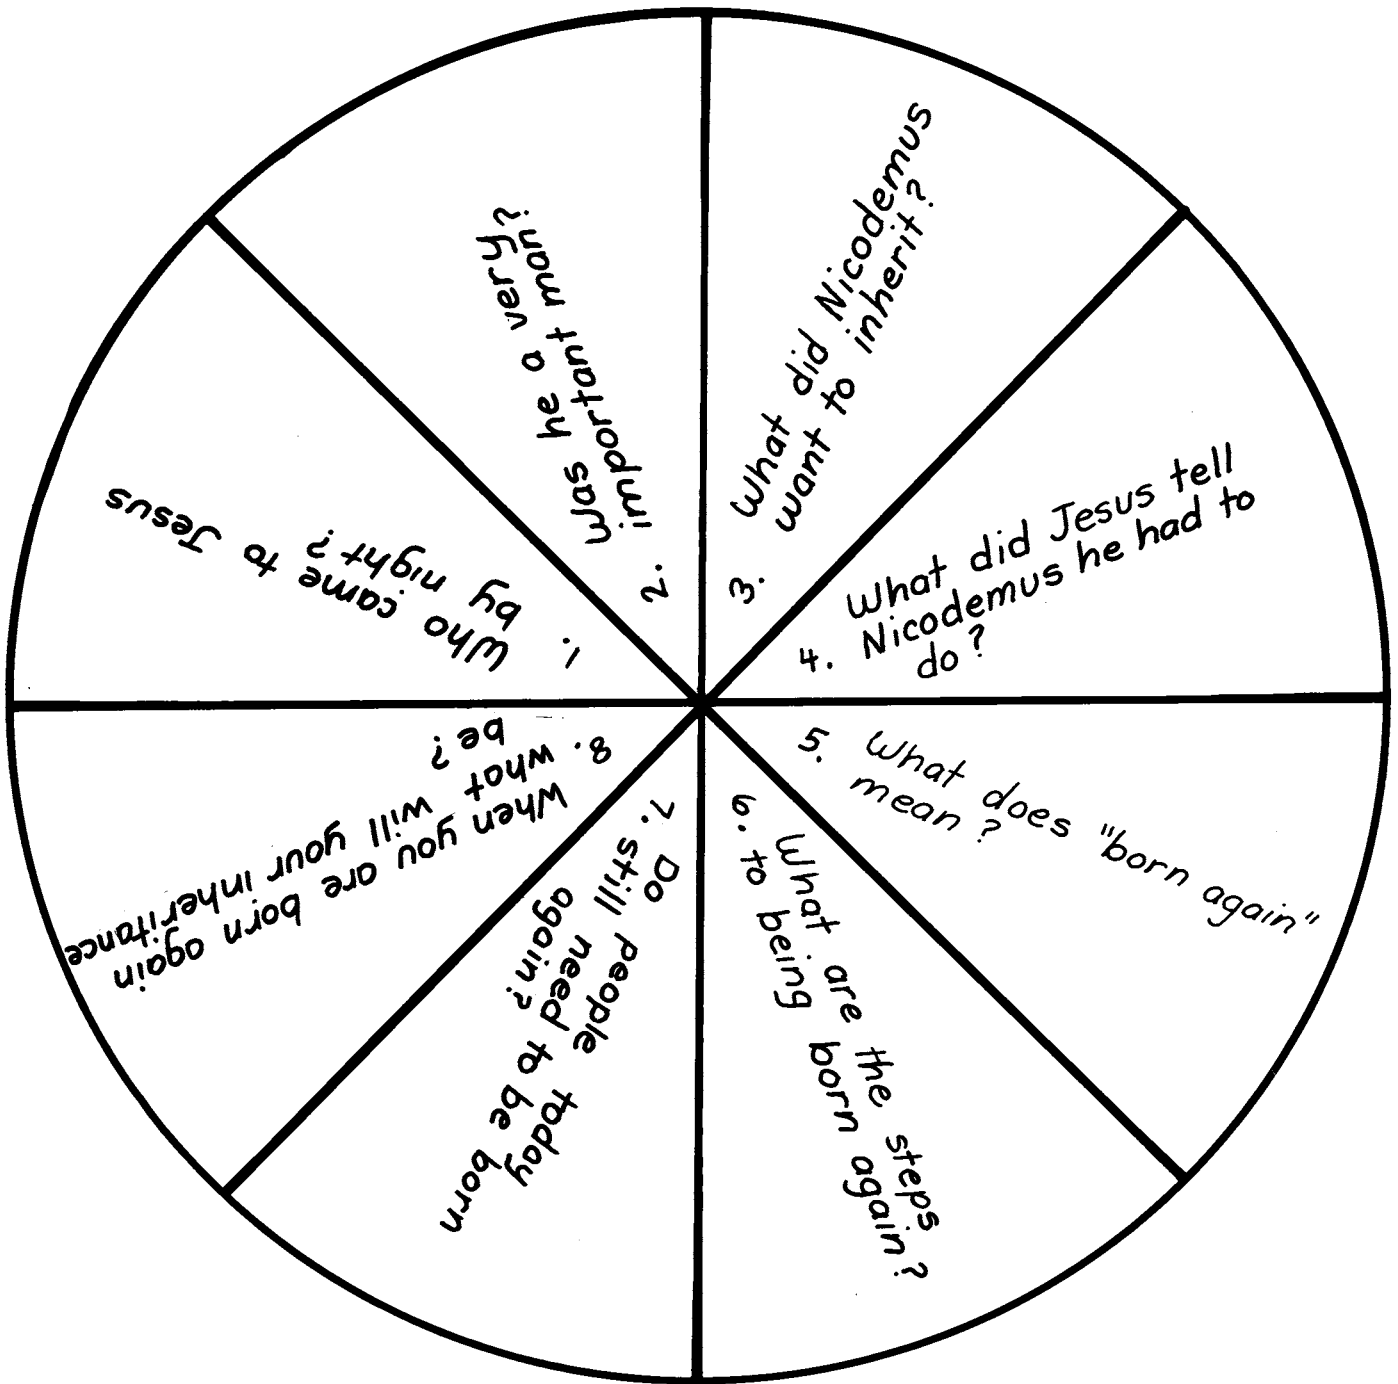 1. Who came to Jesus
by night?
2. Was he a very
important man?
3. What did Nicodemus
want to inherit?
4. What did Jesus tell
Nicodemus he had to
do?
5. What does "born again"
mean?
6. What are the steps
to being born again?
7. Do people today
still need to be born
again?
8. When you are born again
what will your inheritance
be?